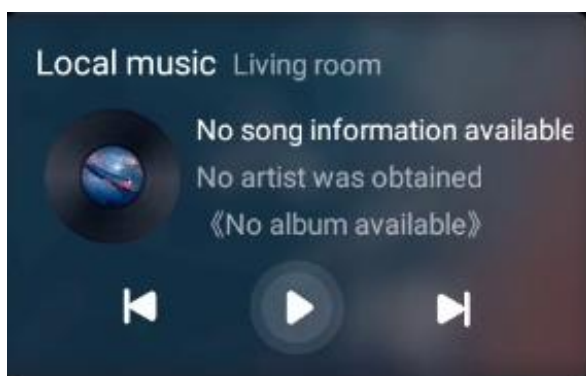 Local music Living room
No song information available
No artist was obtained
《No album available》